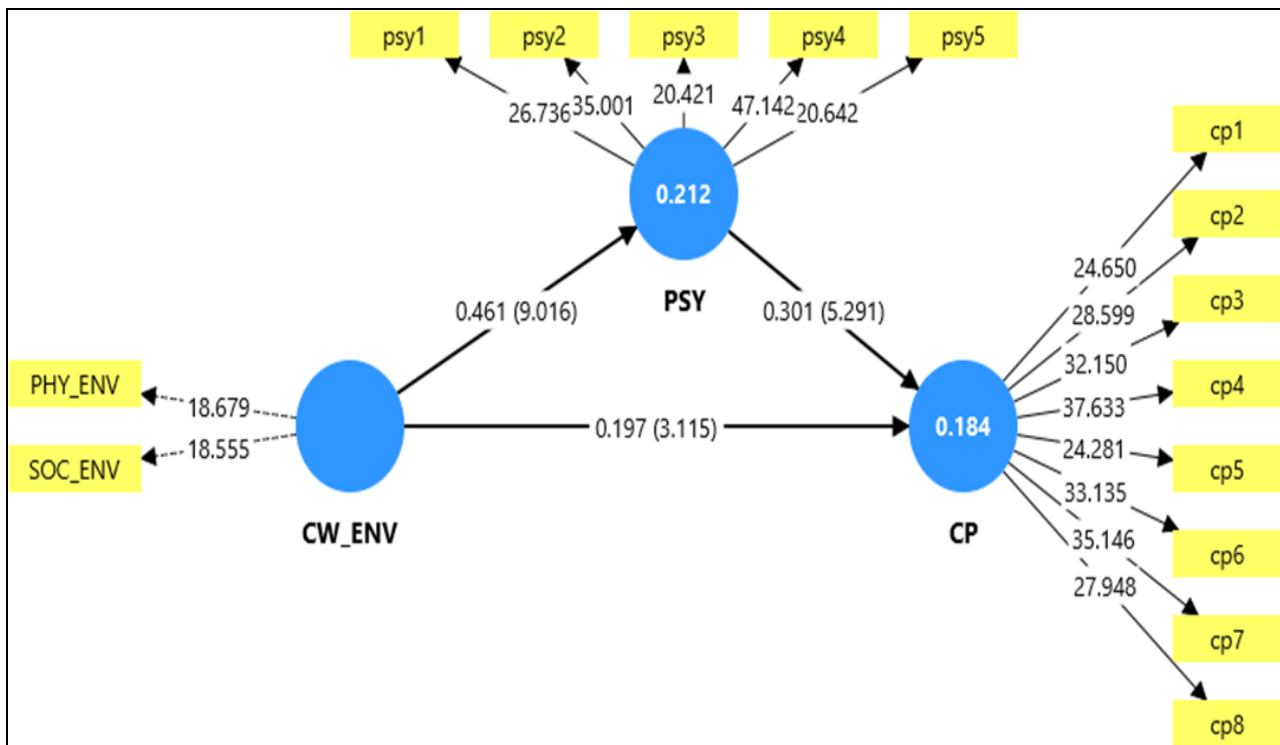 psy1 psy2 psy3 psy4 psy5
26.736 35.001 20.421 47.142 20.642
cp1
0.212
cp2
24.650
PSY
cp3
28.599
0.461 (9.016) 0.301 (5.291)
32.150
PHY_ENV
cp4
18.679
37.633
0.197 (3.115) 0.184
18.555
24.281
SOC_ENV
cp5
33.135
CW_ENV CP
35.146
cp6
27.948
cp7
cp8